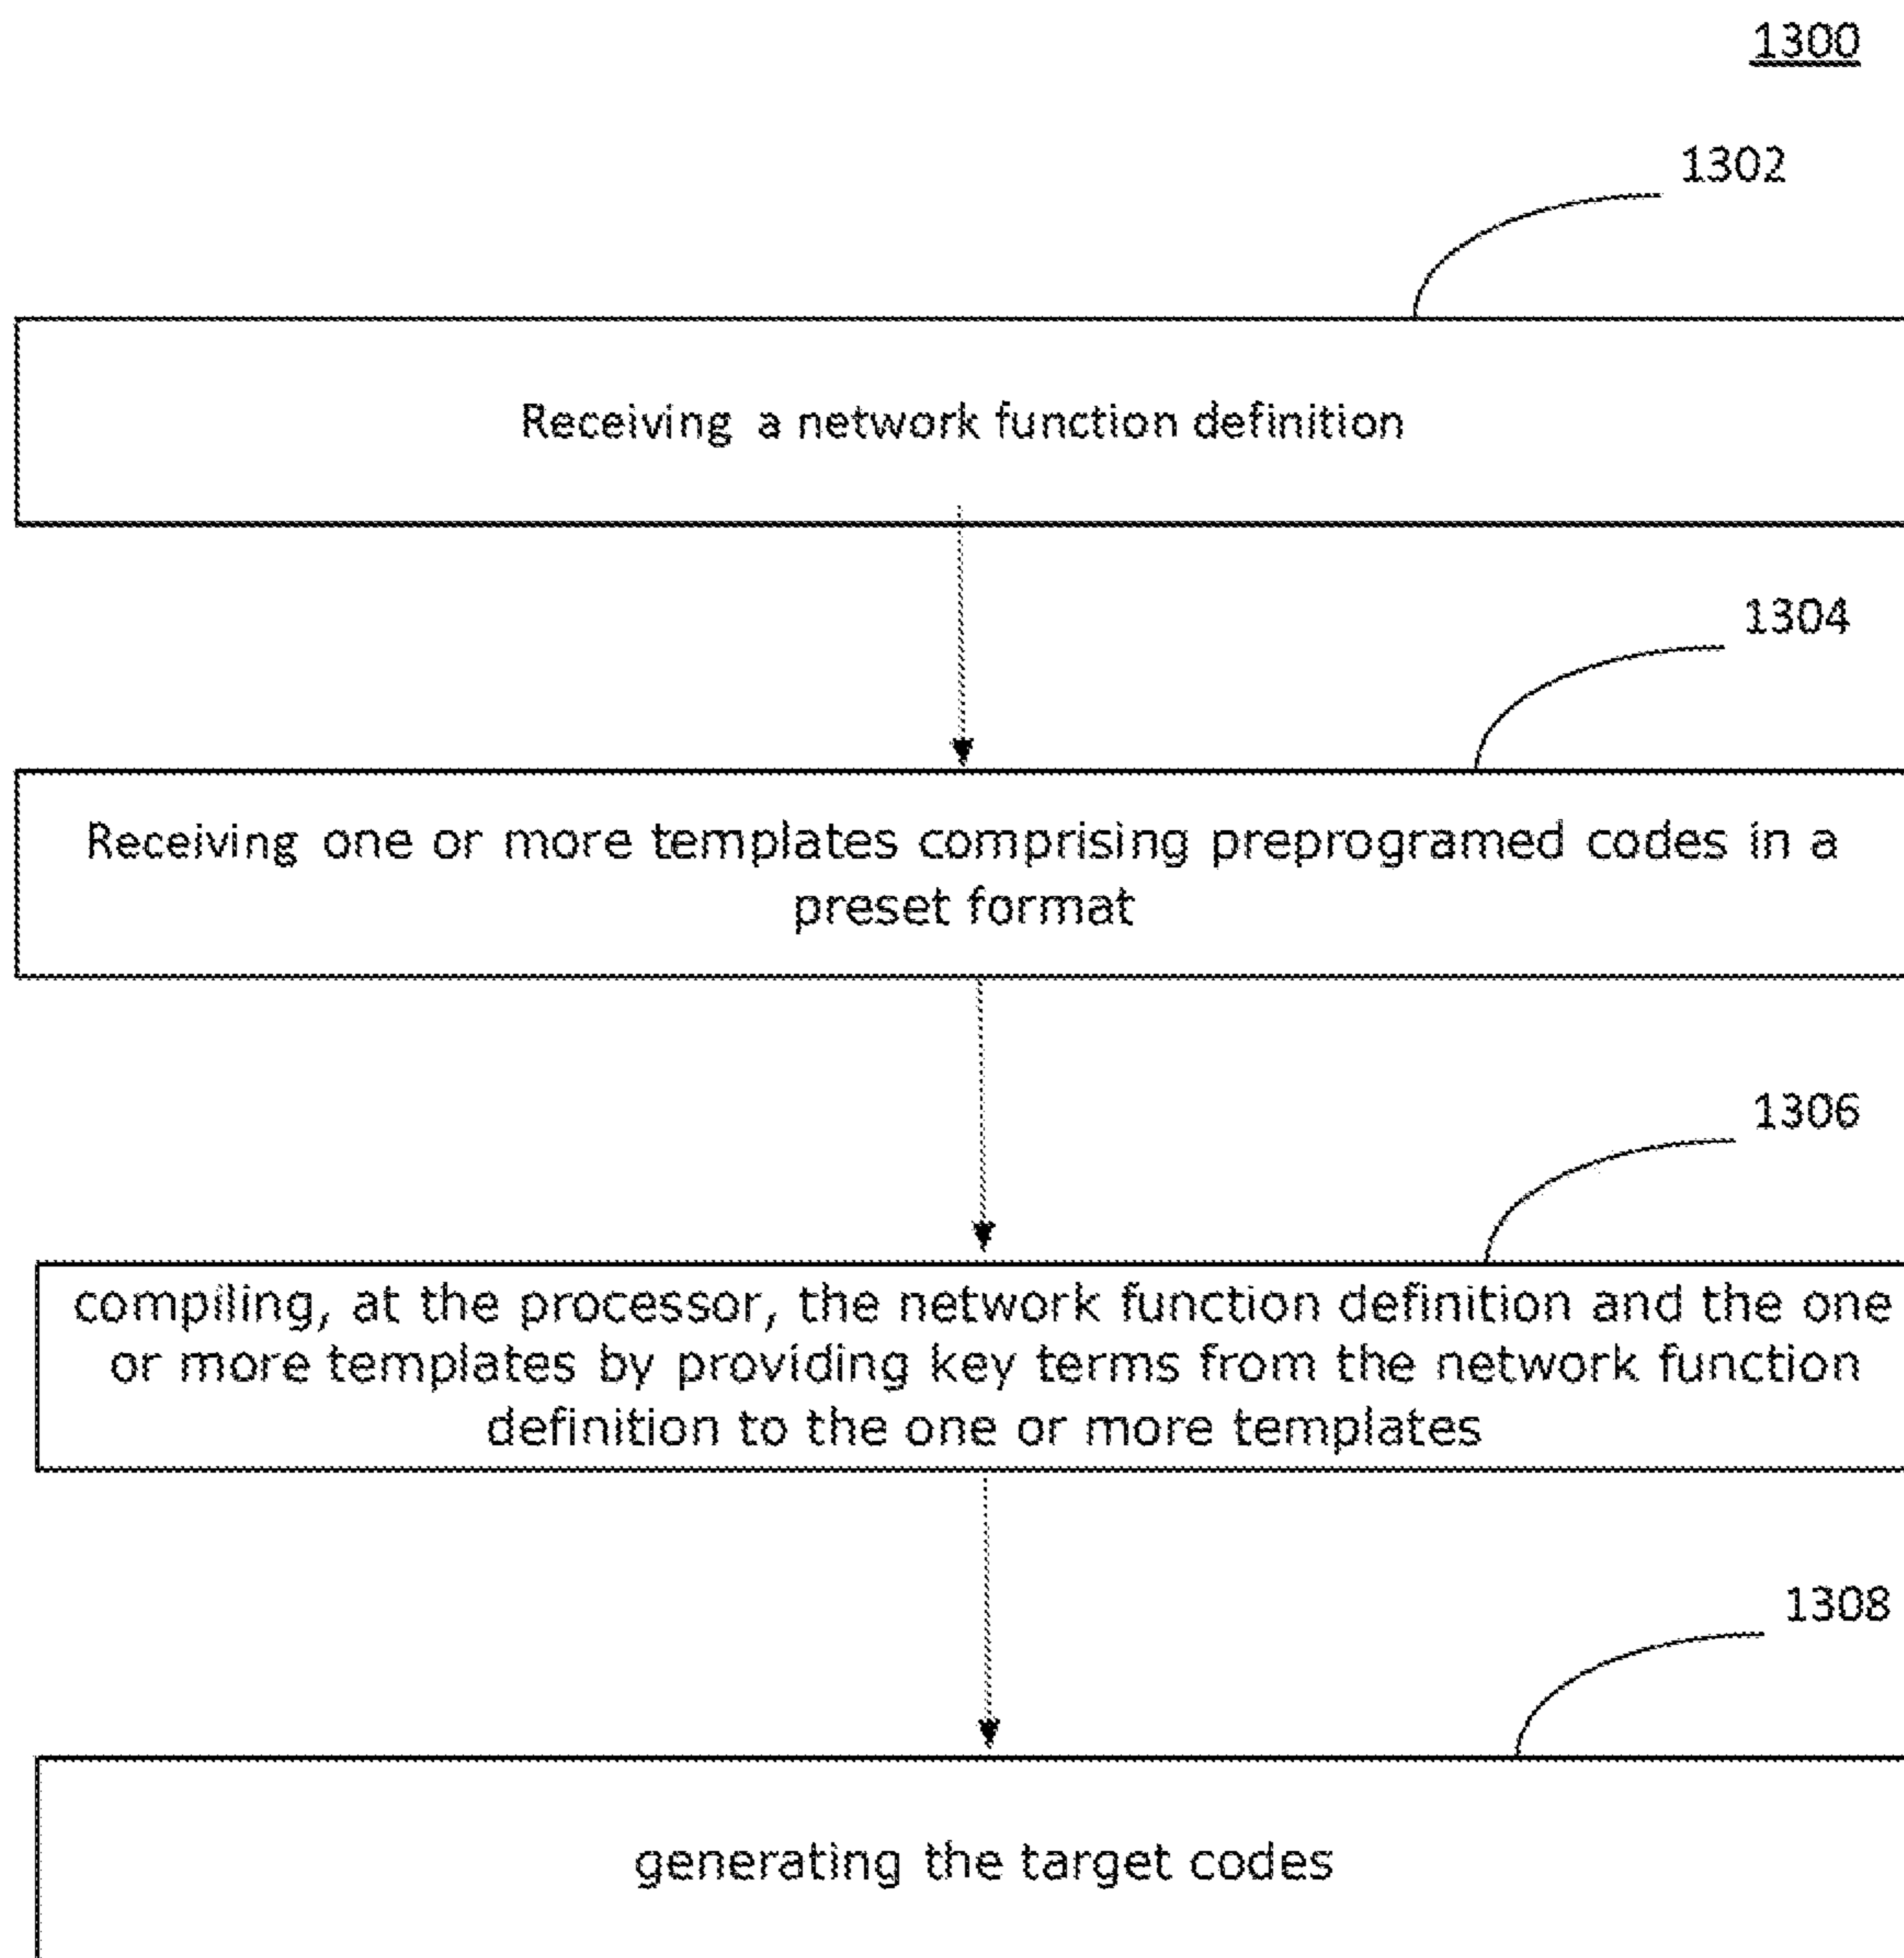 1300
1302
Receiving a network function definition
1304
Receiving one or more templates comprising preprogramed codes in a
preset format
1306
compiling, at the processor, the network function definition and the one
or more templates by providing key terms from the network function
definition to the one or more templates
1308
generating the target codes